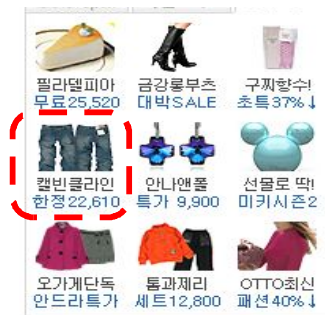 필라델피아 금강롱부츠 구찌향수!
무료25,520 대박SALE 초특37%↓
캘빈클라인 안나앤폴 선물로 딱!
한정22,610 특가 9,900 미키시즌2
오가게단독 톰과제리 OTTO최신
안드라특가 세트12,800 패션40%↓